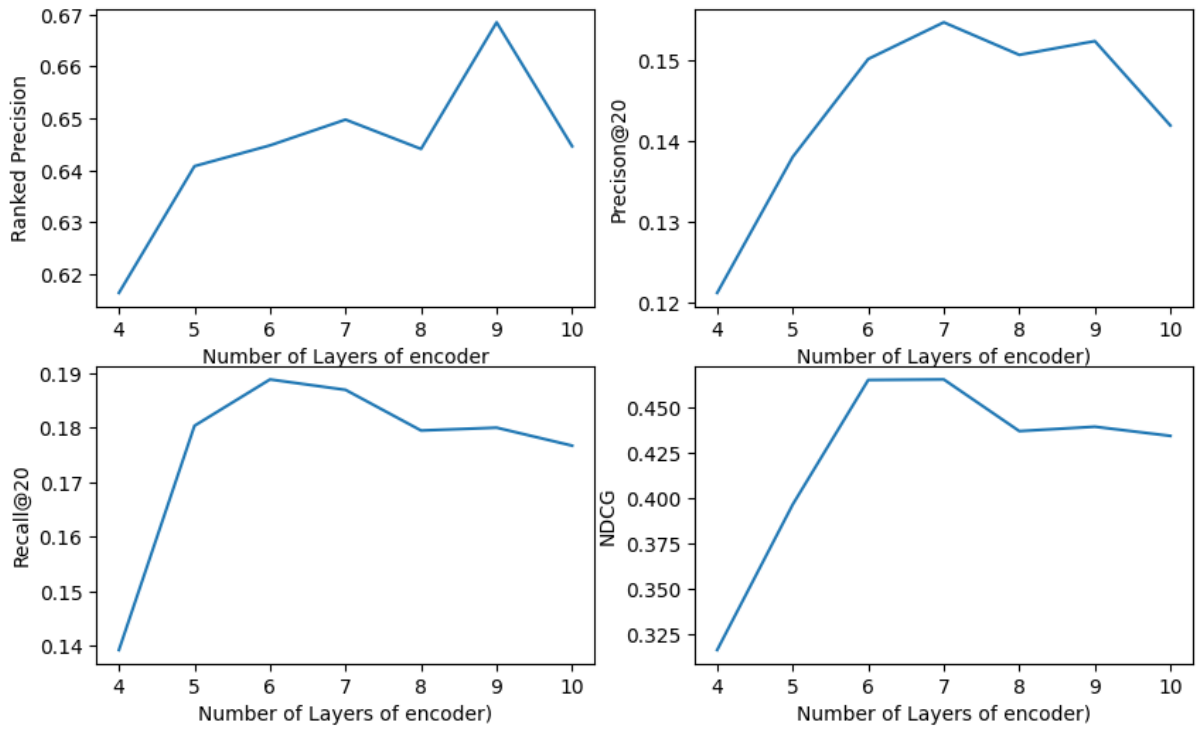 0.67
0.66
0.65
0.64
0.63
0.62
Ranked Precision
4 5 6 7 8 9 10
Number of Layers of encoder
0.15
0.14
0.13
0.12
Precison@20
4 5 6 7 8 9 10
Number of Layers of encoder)
0.19
0.18
0.17
0.16
0.15
0.14
Recall@20
4 5 6 7 8 9 10
Number of Layers of encoder)
0.450
0.425
0.400
0.375
0.350
0.325
NDCG
4 5 6 7 8 9 10
Number of Layers of encoder)